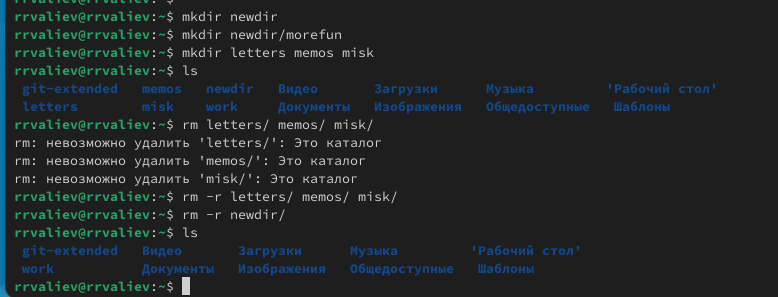 rrvaliev@rrvaliev:~$ mkdir newdir
rrvaliev@rrvaliev:~$ mkdir newdir/morefun
rrvaliev@rrvaliev:~$ mkdir letters memos misk
rrvaliev@rrvaliev:~$ ls
git-extended memos newdir Видео Загрузки Музыка 'Рабочий стол'
letters misk work Документы Изображения Общедоступные Шаблоны
rrvaliev@rrvaliev:~$ rm letters/ memos/ misk/
rm: невозможно удалить 'letters/': Это каталог
rm: невозможно удалить 'memos/': Это каталог
rm: невозможно удалить 'misk/': Это каталог
rrvaliev@rrvaliev:~$ rm -r letters/ memos/ misk/
rrvaliev@rrvaliev:~$ rm -r newdir/
rrvaliev@rrvaliev:~$ ls
git-extended Видео Загрузки Музыка 'Рабочий стол'
work Документы Изображения Общедоступные Шаблоны
rrvaliev@rrvaliev:~$